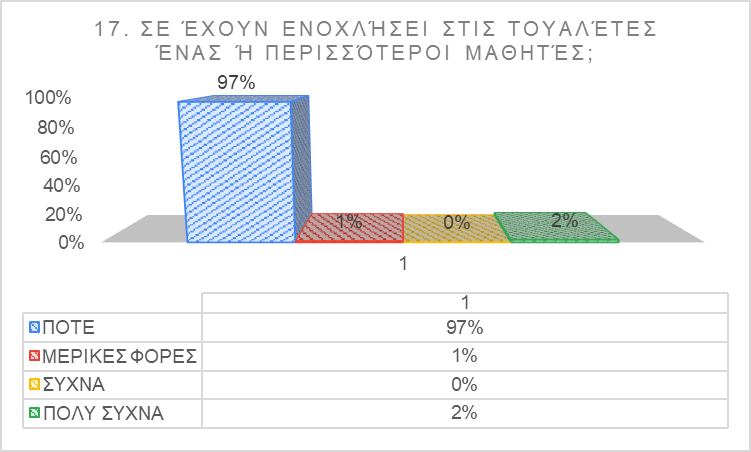 17. ΣΕ ΈΧΟΥΝ ΕΝΟΧΛΉΣΕΙ ΣΤΙΣ ΤΟΥΑΛΈΤΕΣ
ΈΝΑΣ Ή ΠΕΡΙΣΣΌΤΕΡΟΙ ΜΑΘΗΤΈΣ;
97%
100%
80%
60%
40%
20%
0%
1%
0%
2%
1
1
ΠΟΤΕ 97%
ΜΕΡΙΚΕΣ ΦΟΡΕΣ 1%
ΣΥΧΝΑ 0%
ΠΟΛΥ ΣΥΧΝΑ 2%